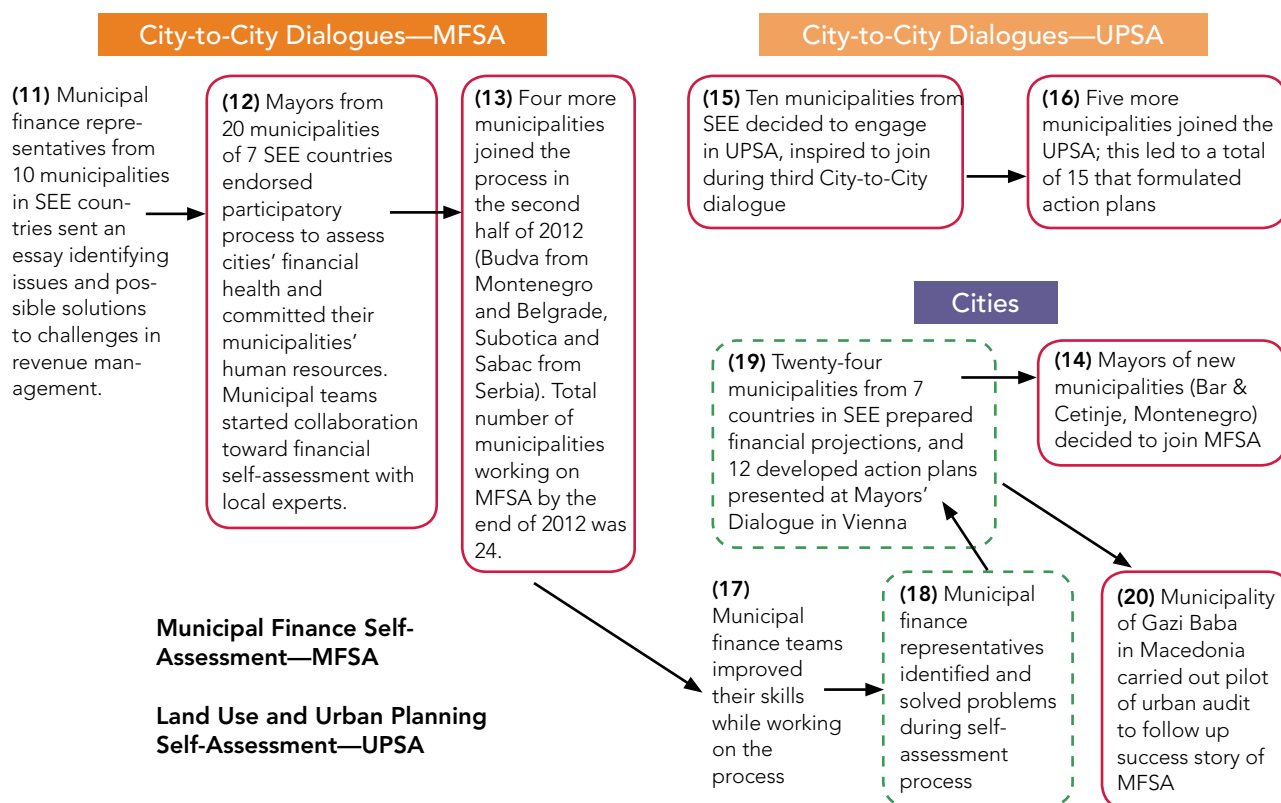 City-to-City Dialogues—MFSA
(11) Municipal
finance repre-
sentatives from
10 municipalities
in SEE coun-
tries sent an
essay identifying
issues and pos-
sible solutions
to challenges in
revenue man-
agement.
(12) Mayors from
20 municipalities
of 7 SEE countries
endorsed
participatory
process to assess
cities’ financial
health and
committed their
municipalities’
human resources.
Municipal teams
started collaboration
toward financial
self-assessment with
local experts.
(13) Four more
municipalities
joined the
process in
the second
half of 2012
(Budva from
Montenegro
and Belgrade,
Subotica and
Sabac from
Serbia). Total
number of
municipalities
working on
MFSA by the
end of 2012 was
24.
City-to-City Dialogues—UPSA
(15) Ten municipalities from
SEE decided to engage
in UPSA, inspired to join
during third City-to-City
dialogue
(16) Five more
municipalities joined the
UPSA; this led to a total
of 15 that formulated
action plans
Cities
(19) Twenty-four
municipalities from 7
countries in SEE prepared
financial projections, and
12 developed action plans
presented at Mayors’
Dialogue in Vienna
(14) Mayors of new
municipalities (Bar &
Cetinje, Montenegro)
decided to join MFSA
(17)
Municipal
finance teams
improved
their skills
while working
on the
process
(18) Municipal
finance
representatives
identified and
solved problems
during self-
assessment
process
(20) Municipality
of Gazi Baba
in Macedonia
carried out pilot
of urban audit
to follow up
success story of
MFSA
Municipal Finance Self-
Assessment—MFSA
Land Use and Urban Planning
Self-Assessment—UPSA